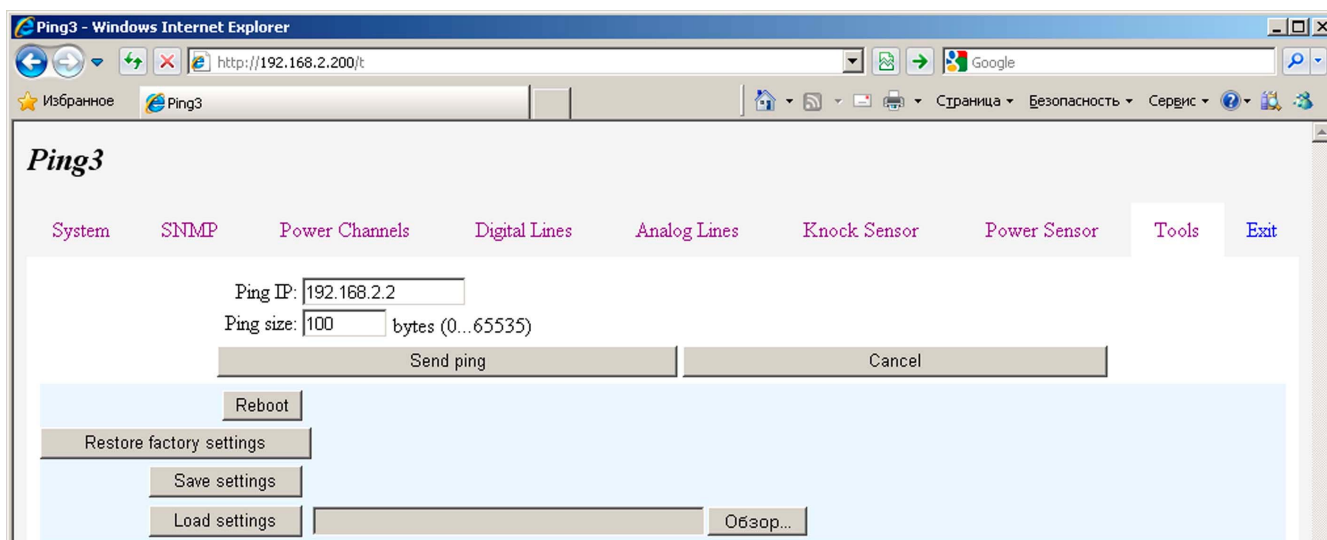 Ping3 - Windows Internet Explorer
http://192.168.2.200/t
Google
Избранное
Ping3
Страница
Безопасность
Сервис
Ping3
System SNMP Power Channels Digital Lines Analog Lines Knock Sensor Power Sensor Tools Exit
Ping IP: 192.168.2.2
Ping size: 100 bytes (0...65535)
Send ping Cancel
Reboot
Restore factory settings
Save settings
Load settings Обзор...